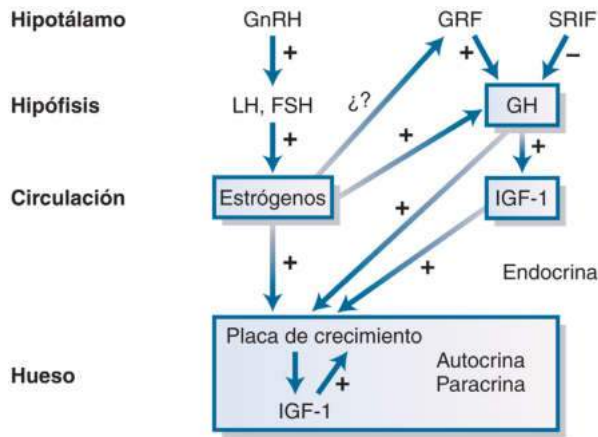 Hipotálamo GnRH GRF SRIF
+ + –
Hipófisis LH, FSH ¿? GH
+ + +
Circulación Estrógenos IGF-1
+
+ + Endocrina
Placa de crecimiento
Autocrina
Hueso Paracrina
+
IGF-1